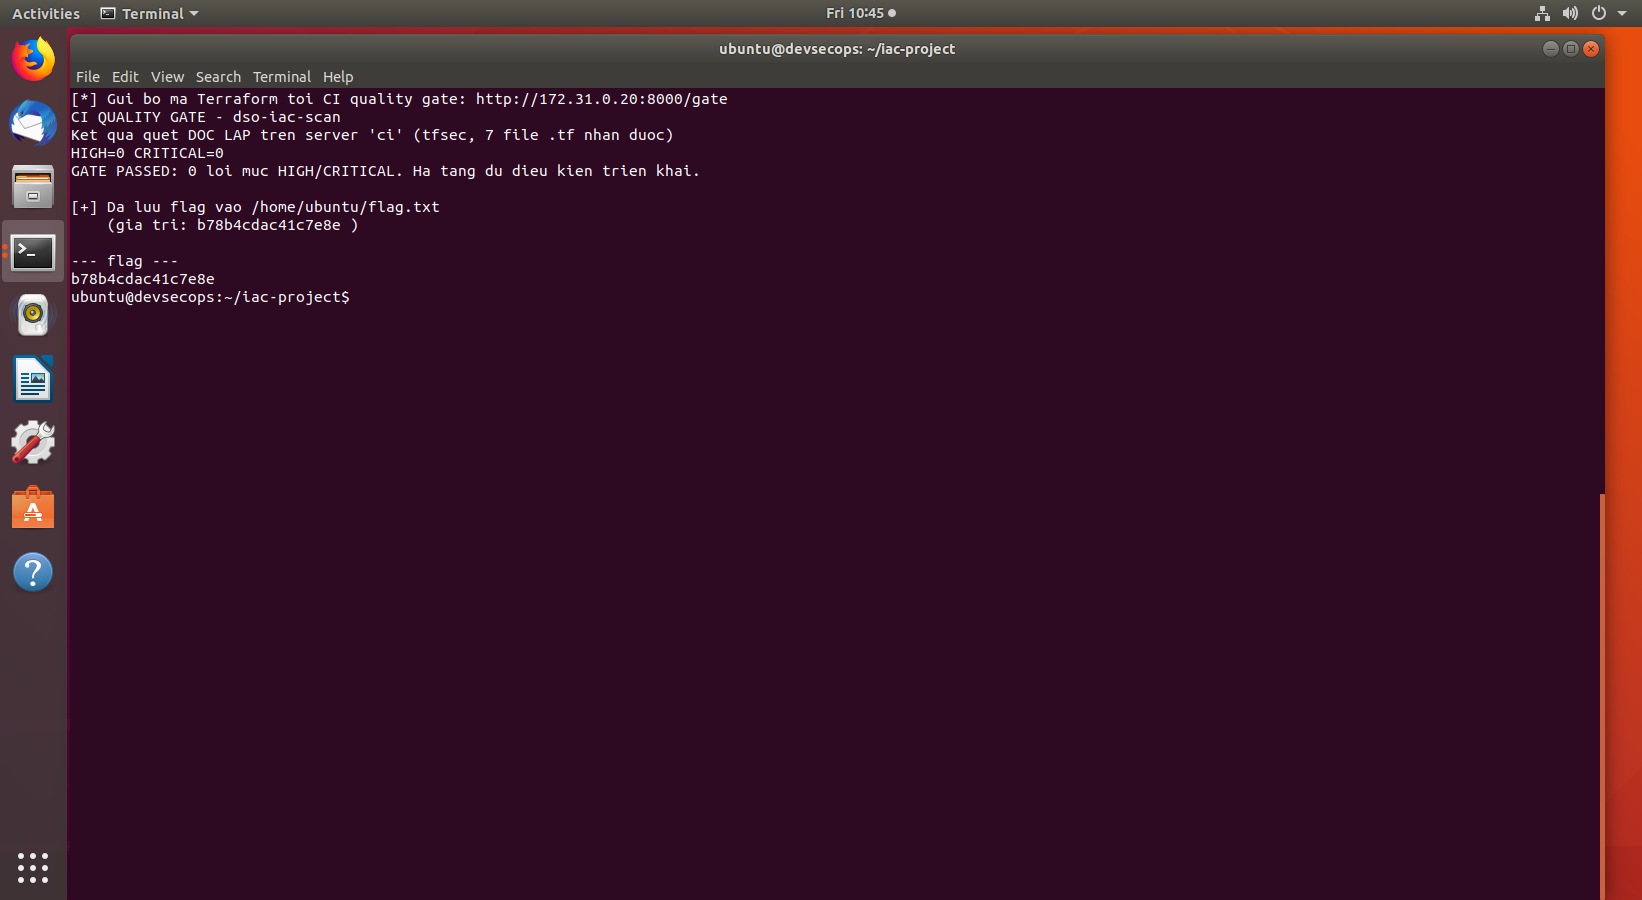 Activities
Terminal
Fri 10:45
ubuntu@devsecops: ~/iac-project
File Edit View Search Terminal Help
[*] Gui bo ma Terraform toi CI quality gate: http://172.31.0.20:8000/gate
CI QUALITY GATE - dso-iac-scan
Ket qua quet DOC LAP tren server 'ci' (tfsec, 7 file .tf nhan duoc)
HIGH=0 CRITICAL=0
GATE PASSED: 0 loi muc HIGH/CRITICAL. Ha tang du dieu kien trien khai.
[+] Da luu flag vao /home/ubuntu/flag.txt
(gia tri: b78b4cdac41c7e8e )
--- flag ---
b78b4cdac41c7e8e
ubuntu@devsecops:~/iac-project$